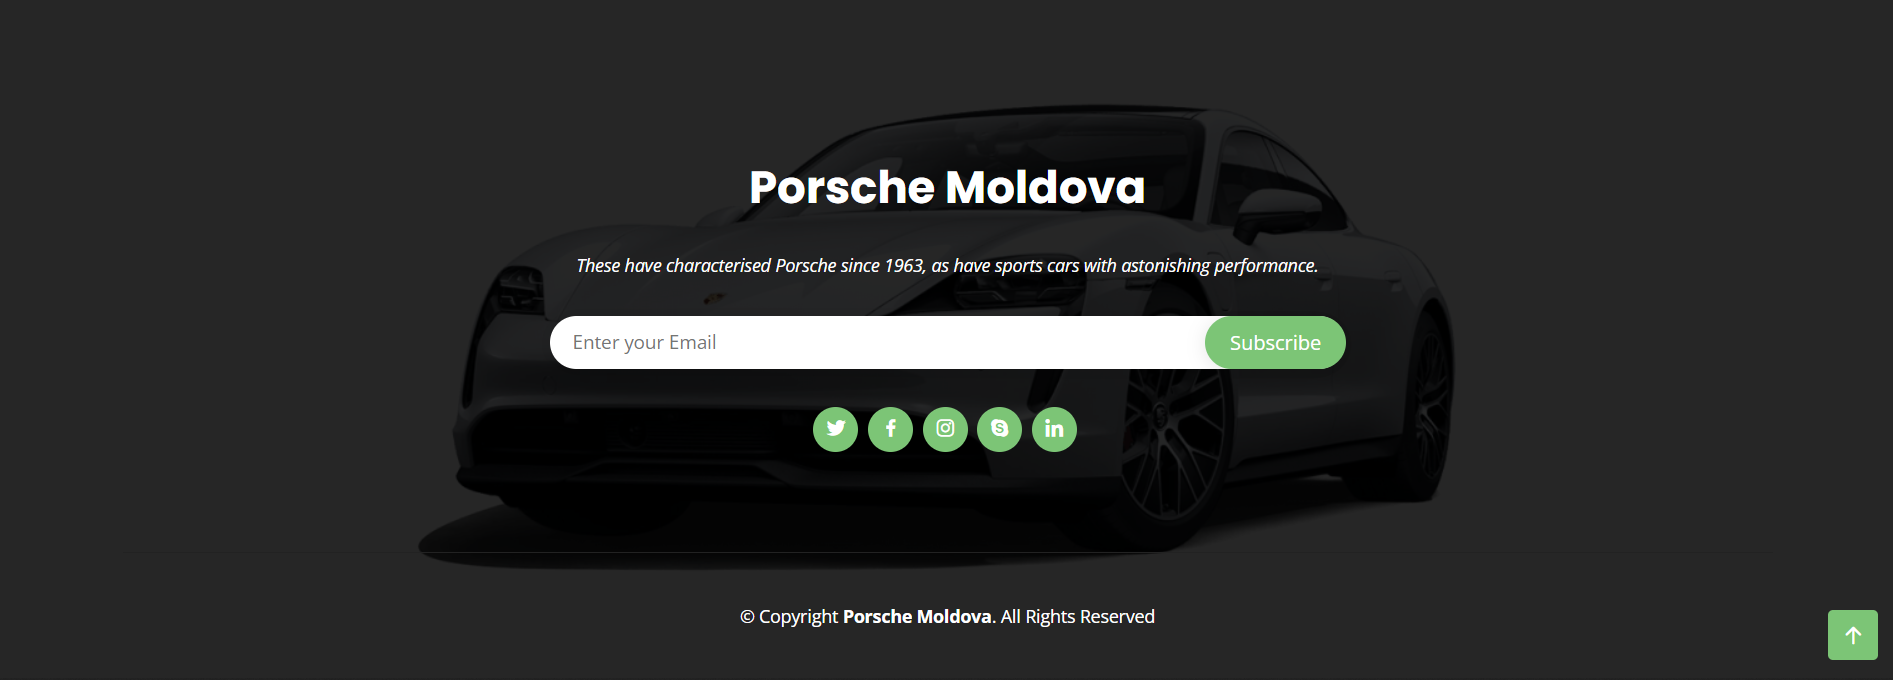 Porsche Moldova
These have characterised Porsche since 1963, as have sports cars with astonishing performance.
Enter your Email
Subscribe
© Copyright Porsche Moldova. All Rights Reserved